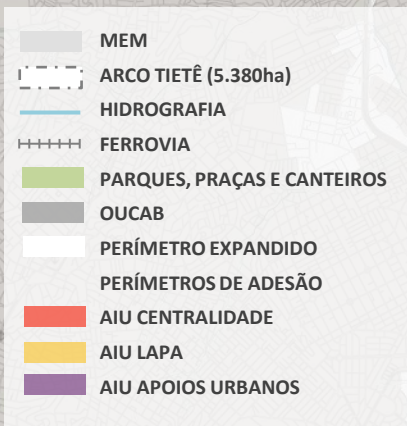 MEM
ARCO TIETÊ (5.380ha)
HIDROGRAFIA
FERROVIA
PARQUES, PRAÇAS E CANTEIROS
OUCAB
PERÍMETRO EXPANDIDO
PERÍMETROS DE ADESÃO
AIU CENTRALIDADE
AIU LAPA
AIU APOIOS URBANOS